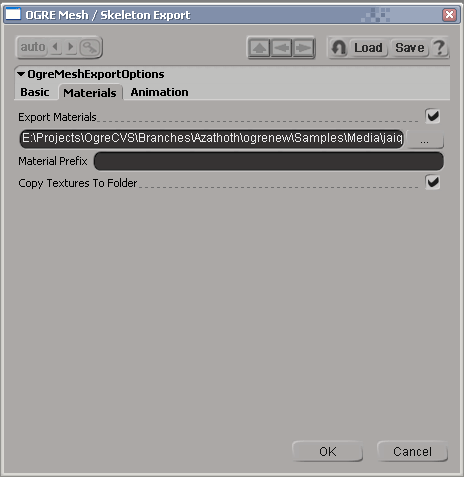 OGRE Mesh / Skeleton Export
auto Load Save ?
OgreMeshExportOptions
Basic Materials Animation
Export Materials
E:\Projects\OgreCVS\Branches\Azathoth\ogrenew\Samples\Media\jaiq ...
Material Prefix
Copy Textures To Folder
OK Cancel